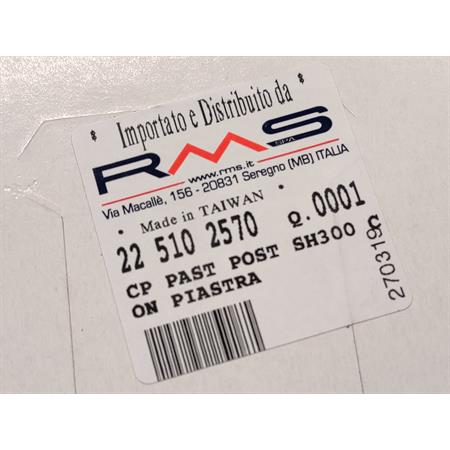 * Importato e Distribuito da *
RMS
SPA
www.rms.it
Via Macallè, 156 - 20831 Seregno (MB) ITALIA
· Made in TAIWAN ·
22 510 2570 Q.0001
CP PAST POST SH300 C
ON PIASTRA
270319